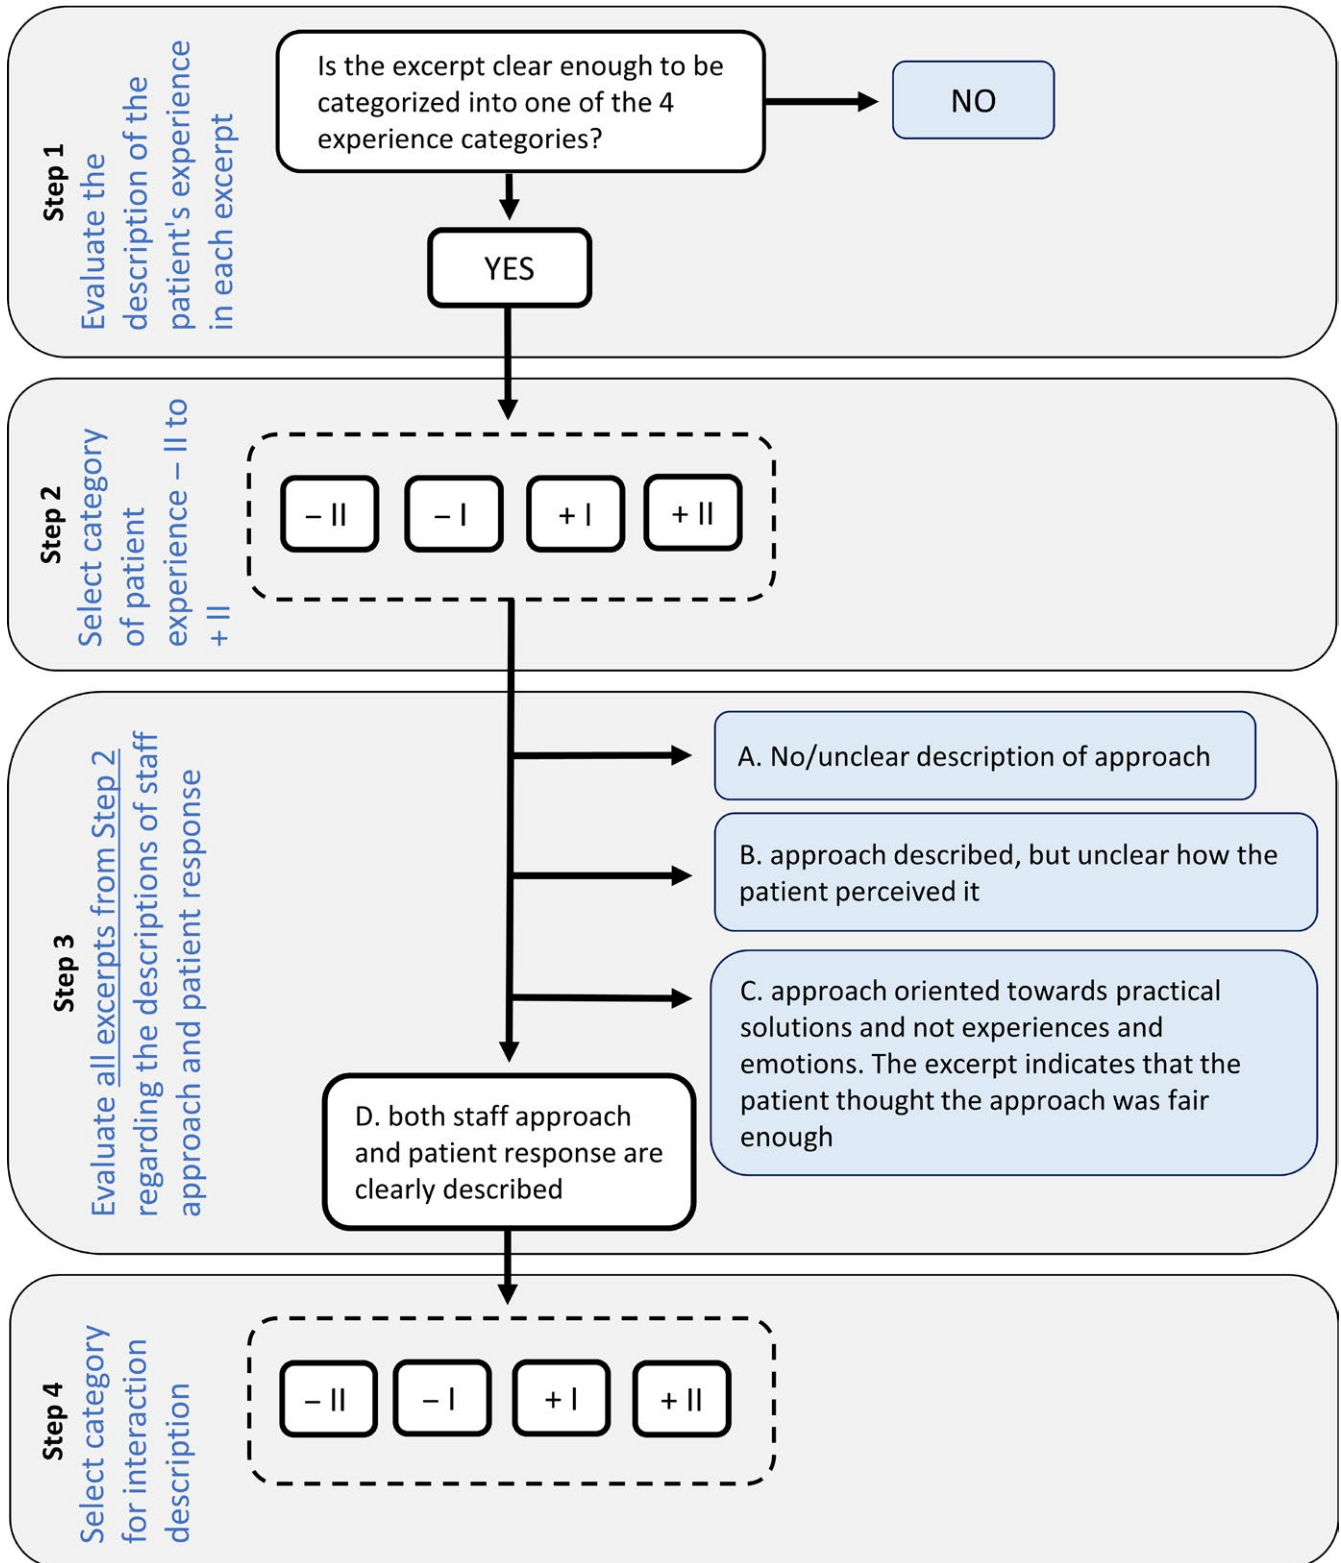 Step 1
Evaluate the
description of the
patient's experience
in each excerpt
Is the excerpt clear enough to be
categorized into one of the 4
experience categories?
NO
YES
Step 2
Select category
of patient
experience – II to
+ II
– II
– I
+ I
+ II
Step 3
Evaluate all excerpts from Step 2
regarding the descriptions of staff
approach and patient response
A. No/unclear description of approach
B. approach described, but unclear how the
patient perceived it
C. approach oriented towards practical
solutions and not experiences and
emotions. The excerpt indicates that the
patient thought the approach was fair
enough
D. both staff approach
and patient response are
clearly described
Step 4
Select category
for interaction
description
– II
– I
+ I
+ II